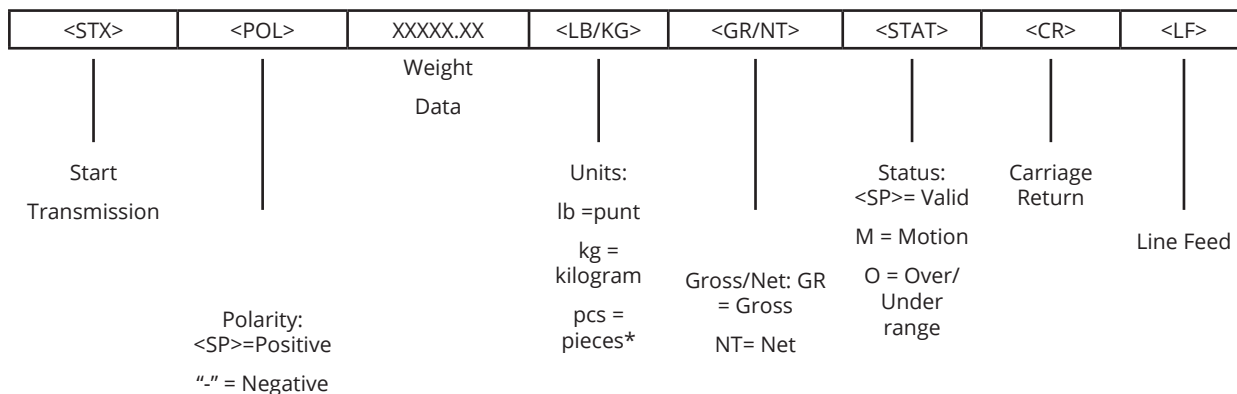 <STX> <POL> XXXXX.XX <LB/KG> <GR/NT> <STAT> <CR> <LF>
Weight
Data
Start
Transmission
Polarity:
<SP>=Positive
“-” = Negative
Units:
lb =punt
kg =
kilogram
pcs =
pieces*
Gross/Net: GR
= Gross
NT= Net
Status:
<SP>= Valid
M = Motion
O = Over/
Under
range
Carriage
Return
Line Feed